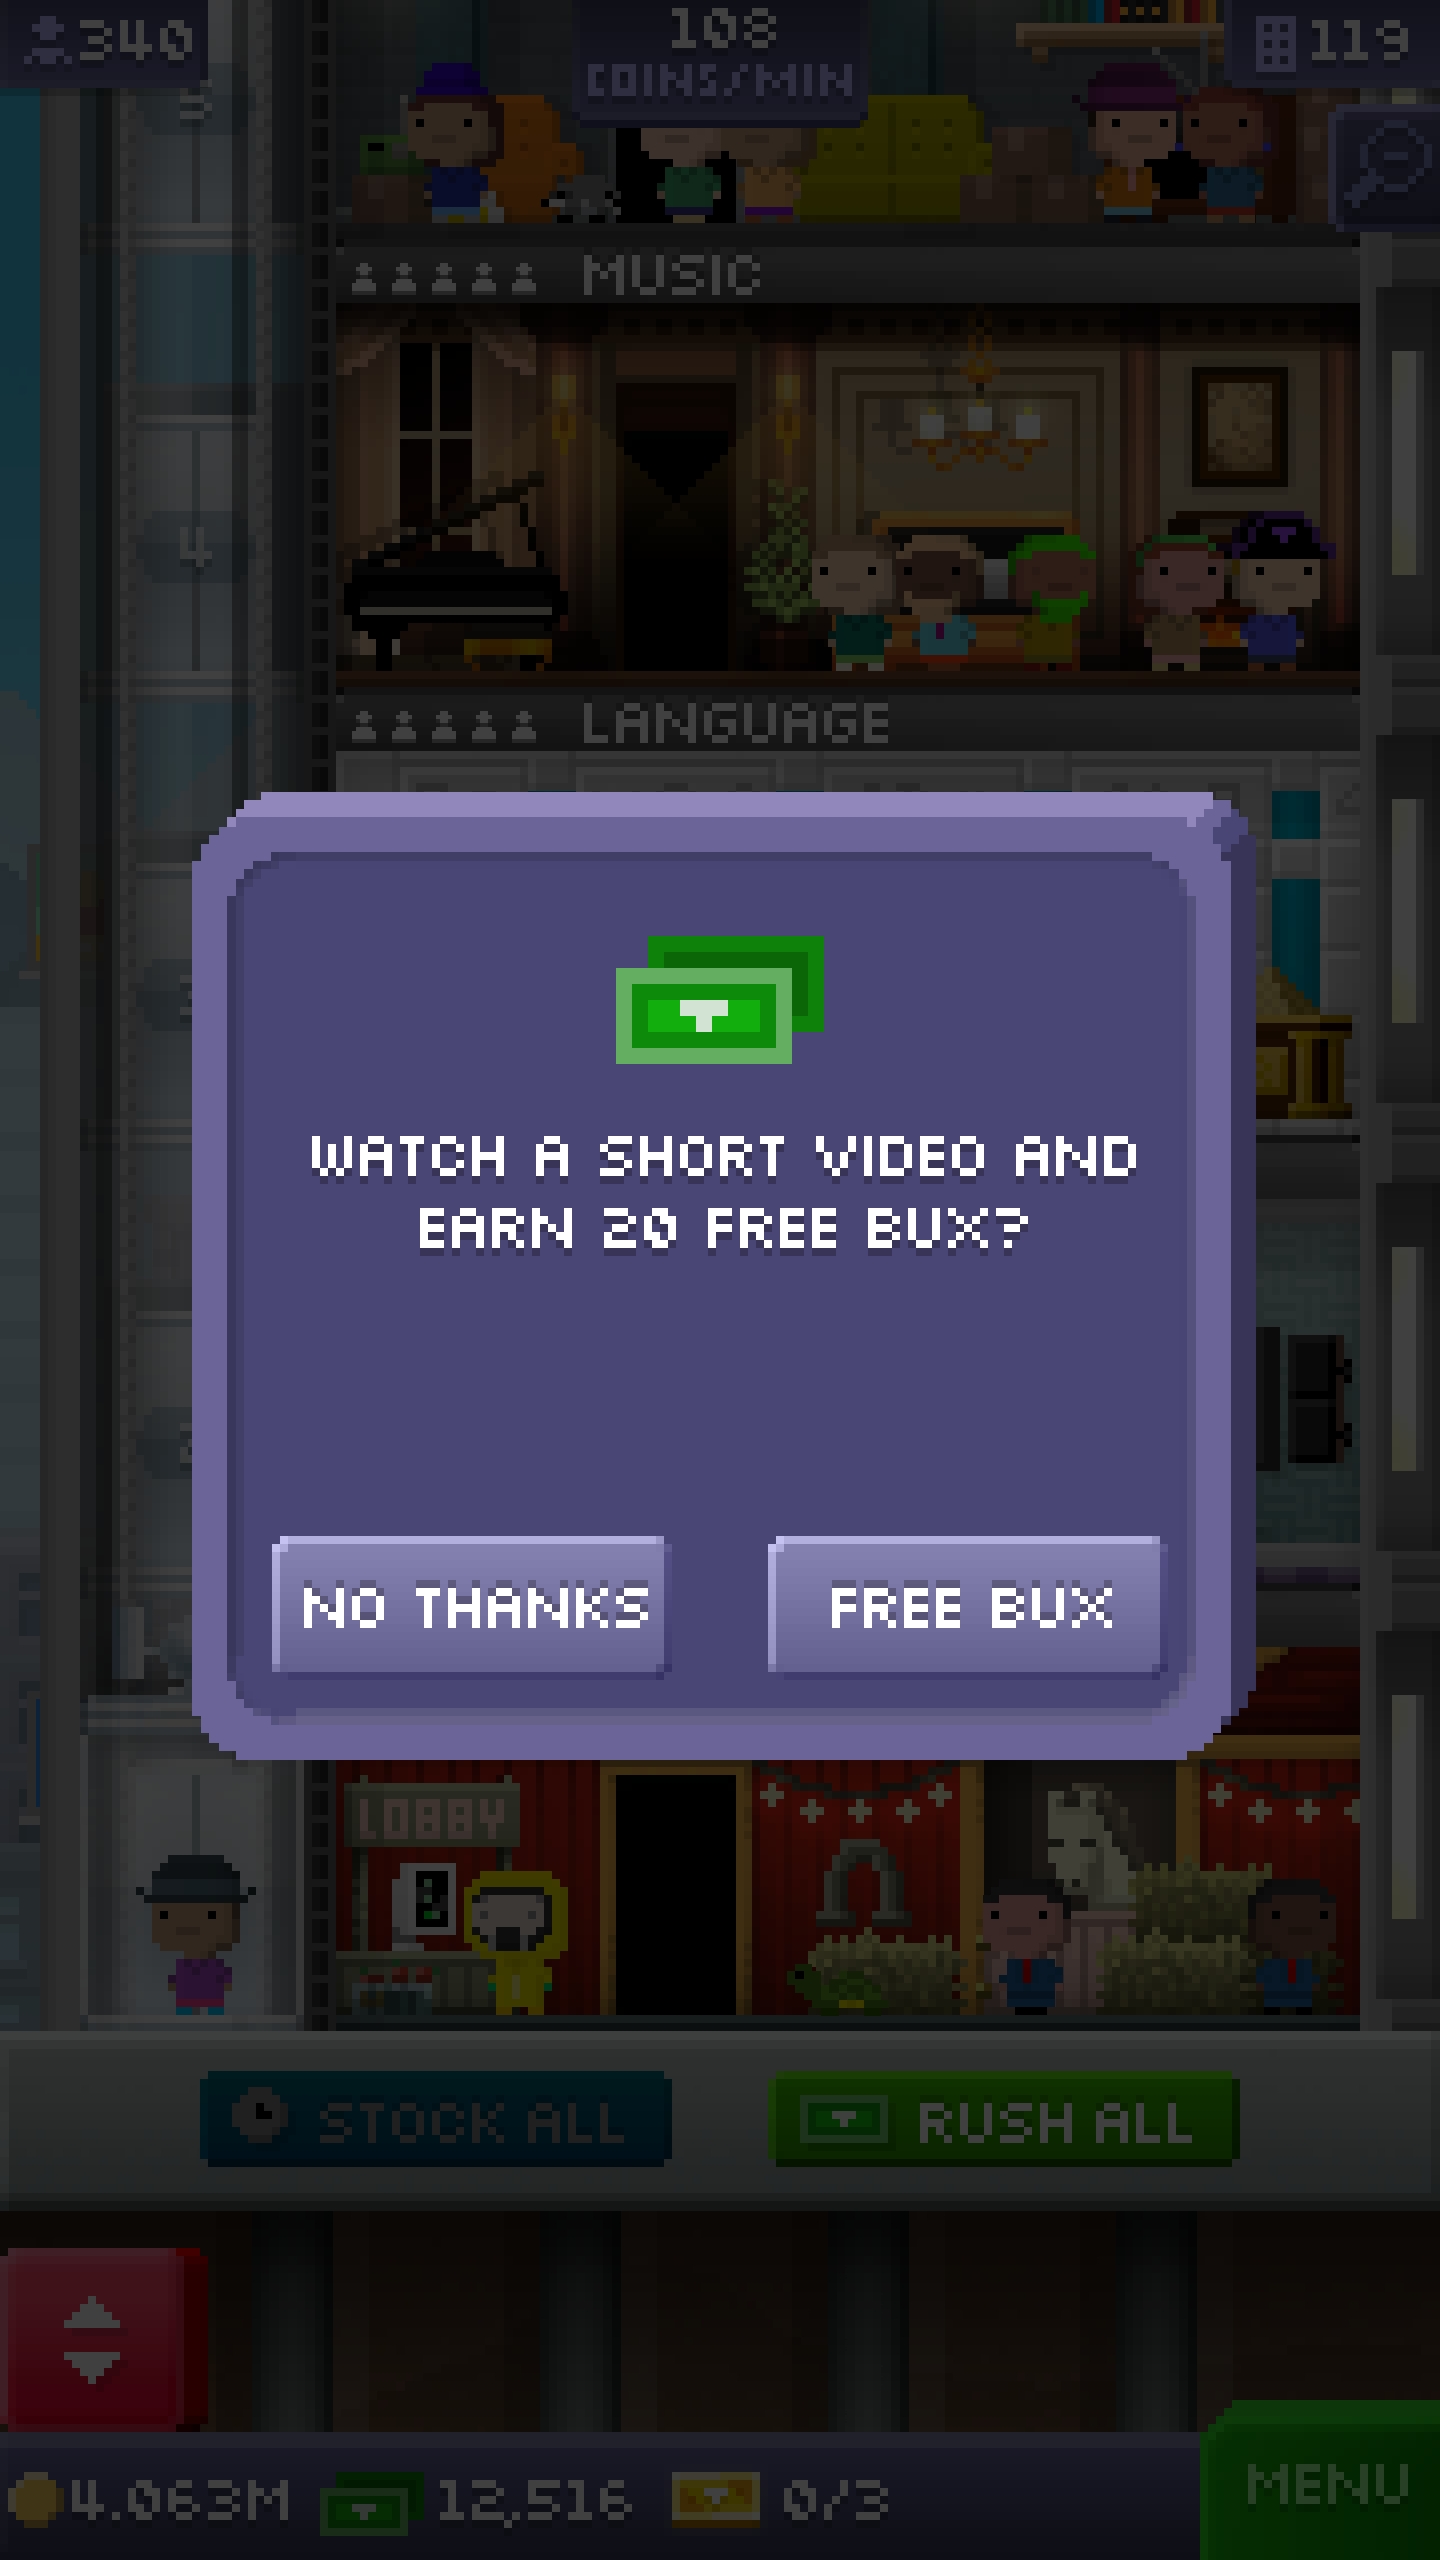 340
108
COINS/MIN
119
MUSIC
4
LANGUAGE
WATCH A SHORT VIDEO AND
EARN 20 FREE BUX?
NO THANKS
FREE BUX
LOBBY
STOCK ALL
RUSH ALL
4.063M
12,516
0/3
MENU